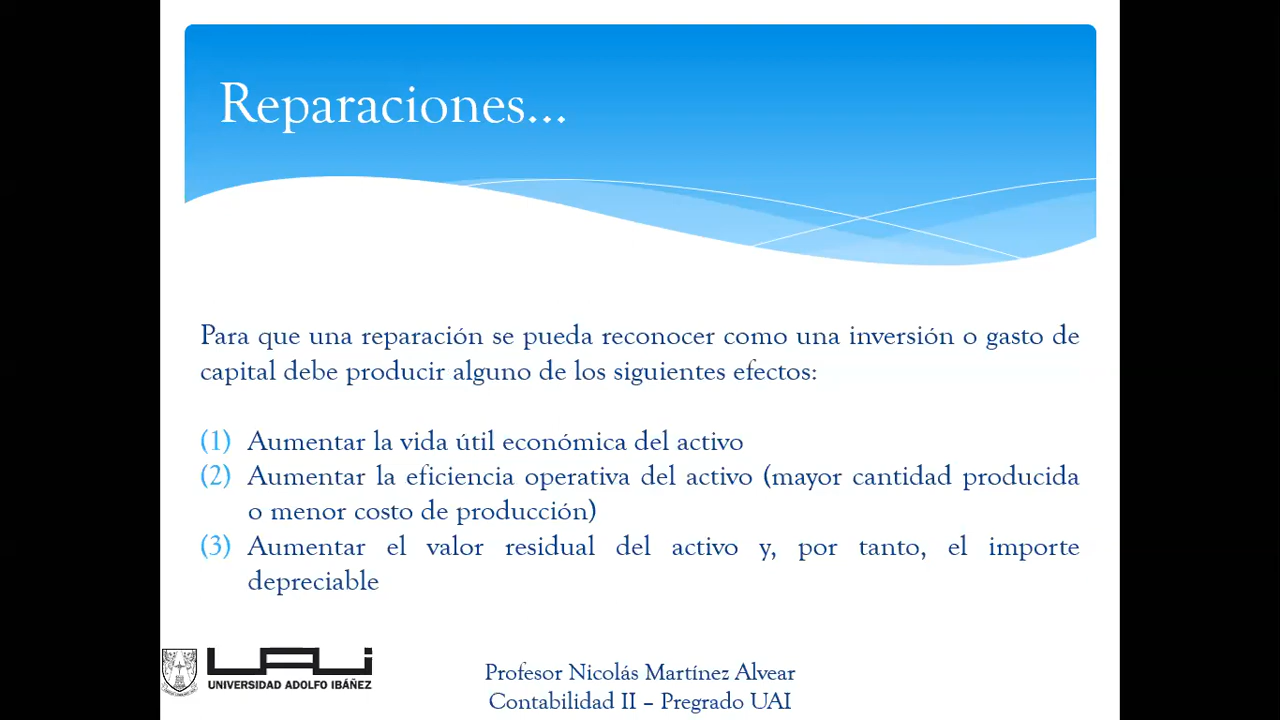 Reparaciones...
Para que una reparación se pueda reconocer como una inversión o gasto de
capital debe producir alguno de los siguientes efectos:
(1) Aumentar la vida útil económica del activo
(2) Aumentar la eficiencia operativa del activo (mayor cantidad producida
o menor costo de producción)
(3) Aumentar el valor residual del activo y, por tanto, el importe
depreciable
UAI
UNIVERSIDAD ADOLFO IBÁÑEZ
Profesor Nicolás Martínez Alvear
Contabilidad II – Pregrado UAI